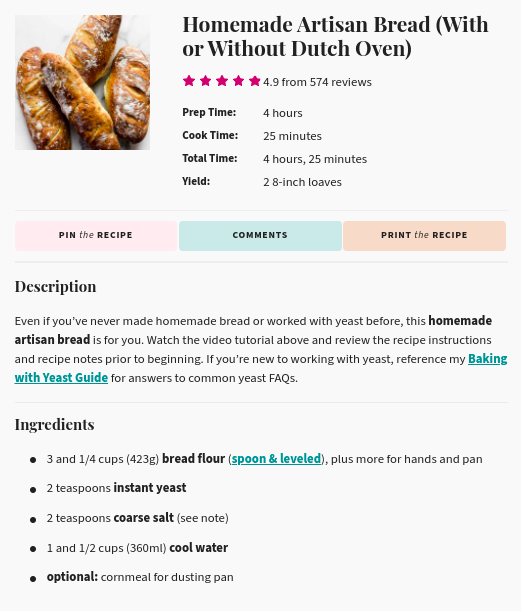 Homemade Artisan Bread (With
or Without Dutch Oven)
4.9 from 574 reviews
Prep Time: 4 hours
Cook Time: 25 minutes
Total Time: 4 hours, 25 minutes
Yield: 2 8-inch loaves
PIN the RECIPE COMMENTS PRINT the RECIPE
Description
Even if you’ve never made homemade bread or worked with yeast before, this homemade
artisan bread is for you. Watch the video tutorial above and review the recipe instructions
and recipe notes prior to beginning. If you’re new to working with yeast, reference my Baking
with Yeast Guide for answers to common yeast FAQs.
Ingredients
3 and 1/4 cups (423g) bread flour (spoon & leveled), plus more for hands and pan
2 teaspoons instant yeast
2 teaspoons coarse salt (see note)
1 and 1/2 cups (360ml) cool water
optional: cornmeal for dusting pan